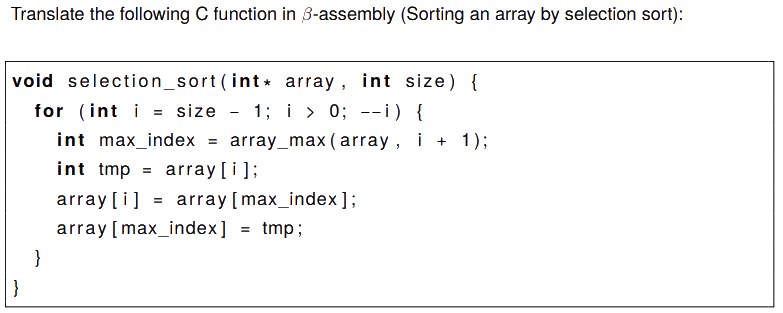 Translate the following C function in β-assembly (Sorting an array by selection sort):
void selection_sort(int* array, int size) {
  for (int i = size - 1; i > 0; --i) {
    int max_index = array_max(array, i + 1);
    int tmp = array[i];
    array[i] = array[max_index];
    array[max_index] = tmp;
  }
}